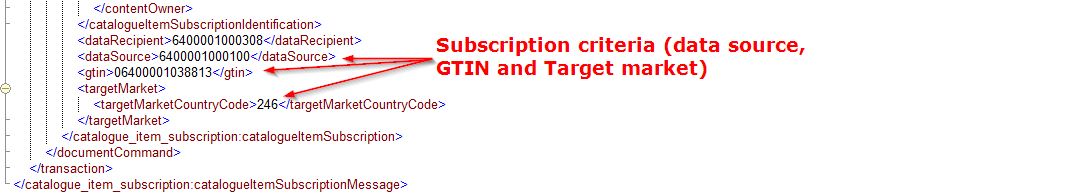 </contentOwner>
</catalogueItemSubscriptionIdentification>
<dataRecipient>6400001000308</dataRecipient>
<dataSource>6400001000100</dataSource>
<gtin>06400001038813</gtin>
<targetMarket>
<targetMarketCountryCode>246</targetMarketCountryCode>
</targetMarket>
</catalogue_item_subscription:catalogueItemSubscription>
</documentCommand>
</transaction>
</catalogue_item_subscription:catalogueItemSubscriptionMessage>
Subscription criteria (data source,
GTIN and Target market)